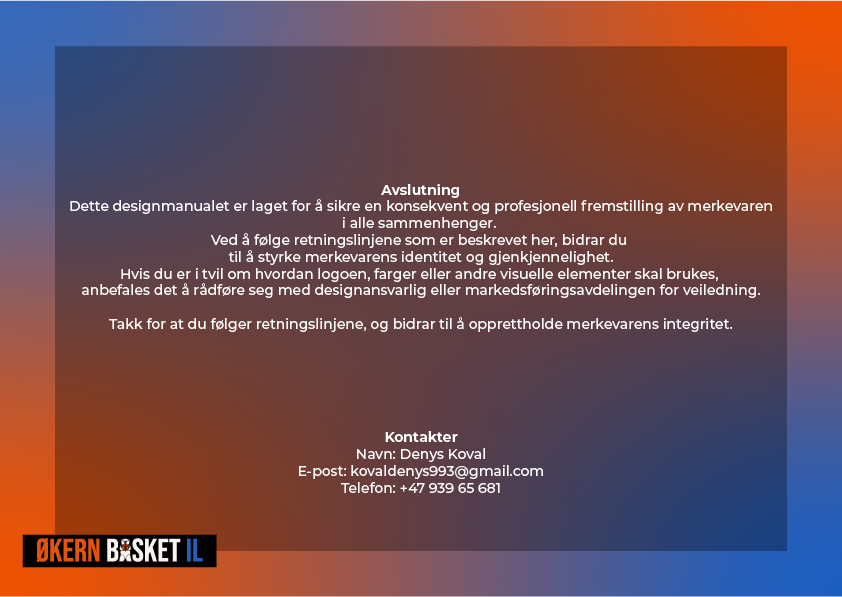 Avslutning
Dette designmanualet er laget for å sikre en konsekvent og profesjonell fremstilling av merkevaren
i alle sammenhenger.
Ved å følge retningslinjene som er beskrevet her, bidrar du
til å styrke merkevarens identitet og gjenkjennelighet.
Hvis du er i tvil om hvordan logoen, farger eller andre visuelle elementer skal brukes,
anbefales det å rådføre seg med designansvarlig eller markedsføringsavdelingen for veiledning.
Takk for at du følger retningslinjene, og bidrar til å opprettholde merkevarens integritet.
Kontakter
Navn: Denys Koval
E-post: kovaldenys993@gmail.com
Telefon: +47 939 65 681
ØKERN BASKET IL